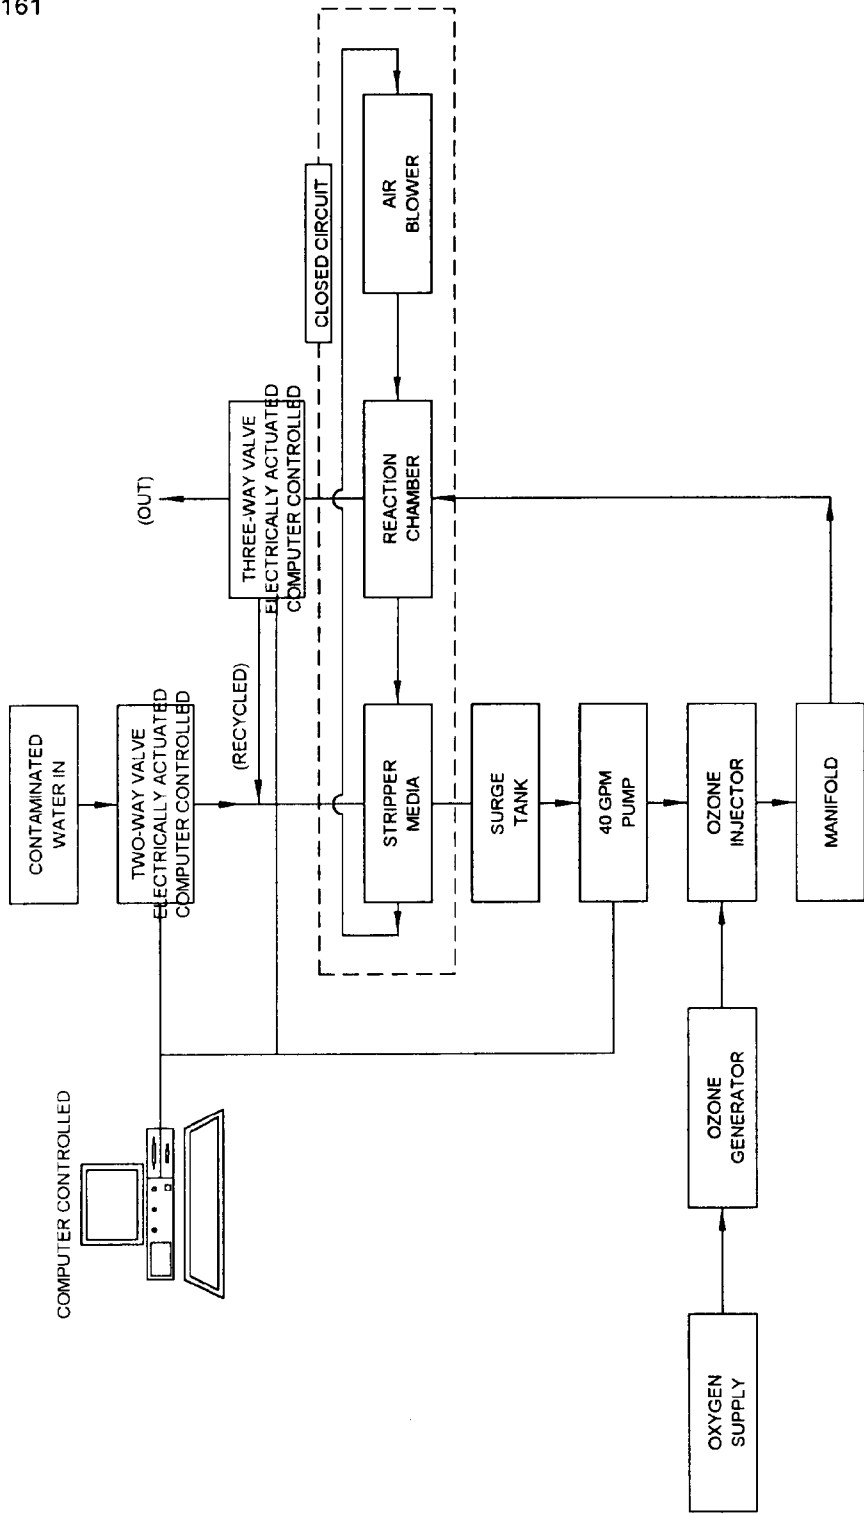 161
COMPUTER CONTROLLED
CONTAMINATED
WATER IN
TWO-WAY VALVE
ELECTRICALLY ACTUATED
COMPUTER CONTROLLED
(RECYCLED)
(OUT)
THREE-WAY VALVE
ELECTRICALLY ACTUATED
COMPUTER CONTROLLED
CLOSED CIRCUIT
STRIPPER
MEDIA
REACTION
CHAMBER
AIR
BLOWER
SURGE
TANK
40 GPM
PUMP
OXYGEN
SUPPLY
OZONE
GENERATOR
OZONE
INJECTOR
MANIFOLD